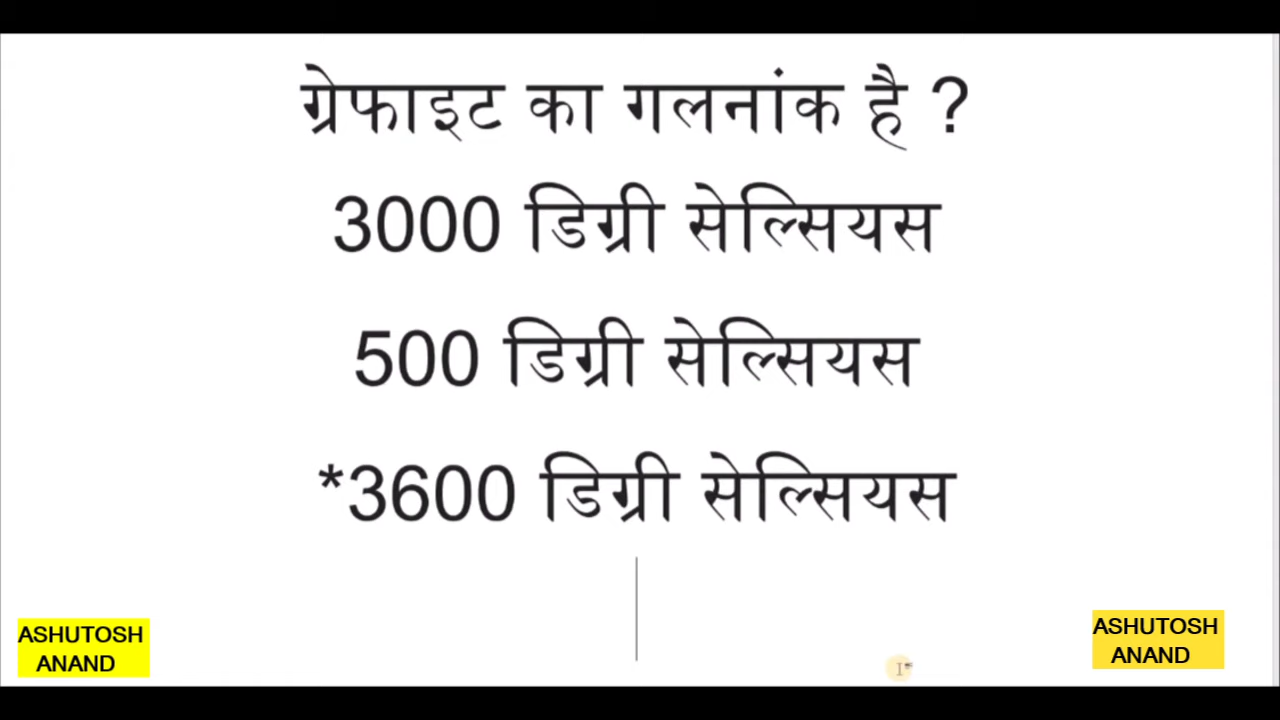 ग्रेफाइट का गलनांक है ?
3000 डिग्री सेल्सियस
500 डिग्री सेल्सियस
*3600 डिग्री सेल्सियस
ASHUTOSH
ANAND
ASHUTOSH
ANAND